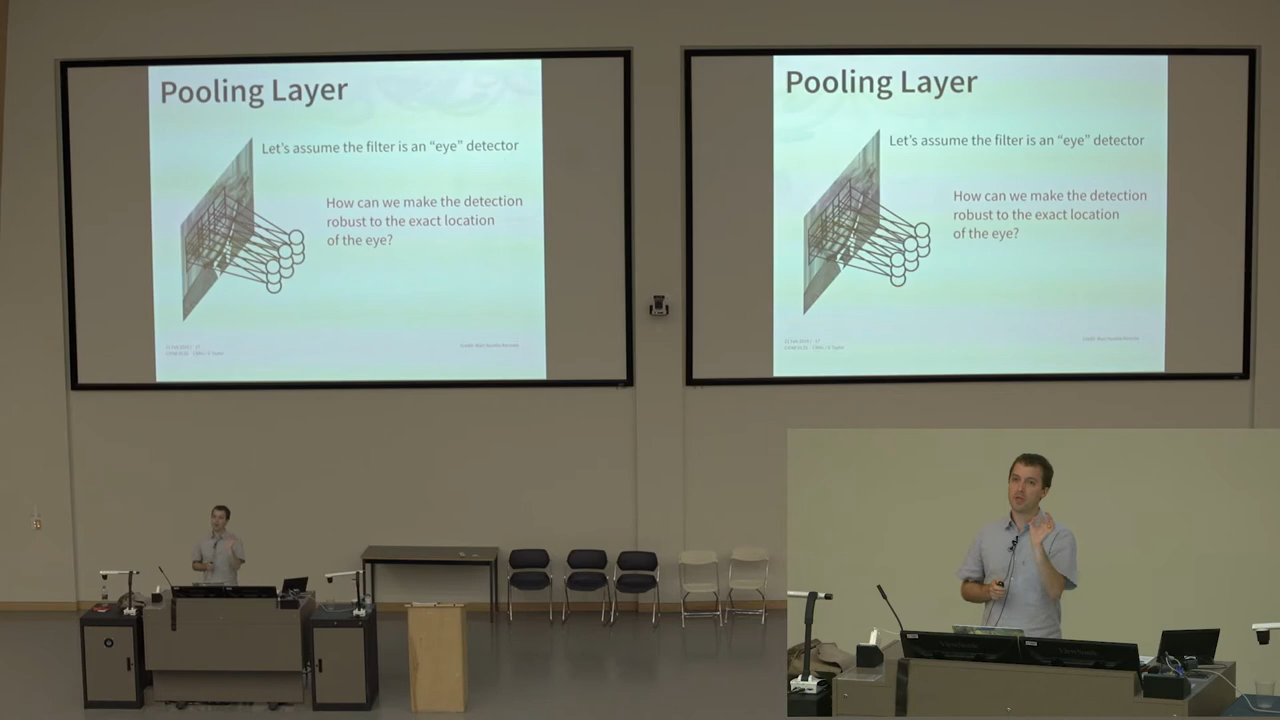 Pooling Layer
Let's assume the filter is an “eye” detector
How can we make the detection
robust to the exact location
of the eye?
Pooling Layer
Let's assume the filter is an “eye” detector
How can we make the detection
robust to the exact location
of the eye?
ViewSonic
ViewSonic